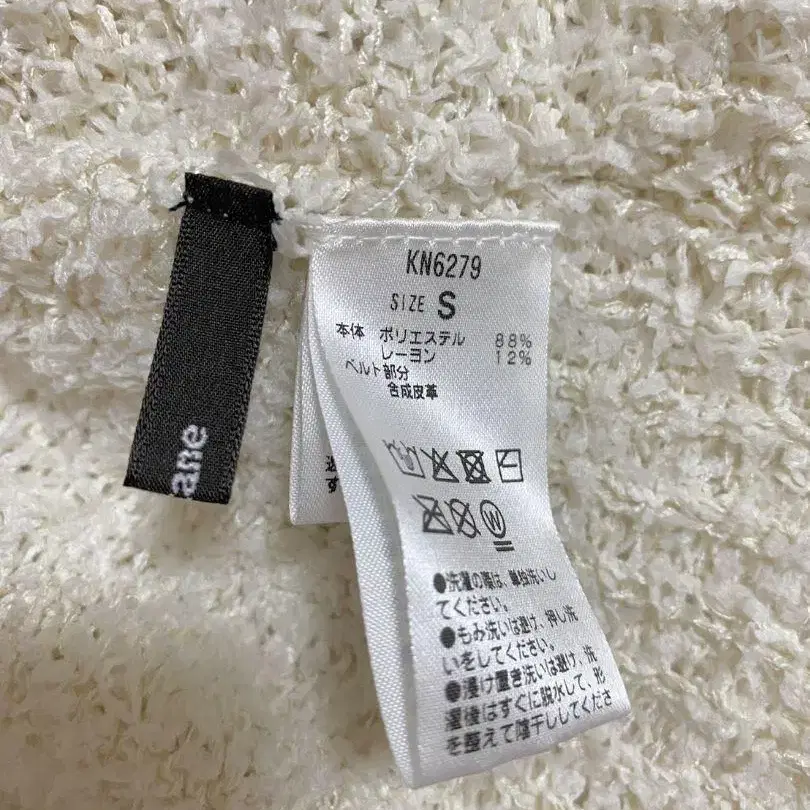 ane
KN6279
SIZE S
本体 ポリエステル 88%
レーヨン 12%
ベルト部分
合成皮革
W
●洗濯の際は、単独洗いし
てください。
●もみ洗いは避け、押し洗
いをしてください。
●浸け置き洗いは避け、洗
濯後はすぐに脱水して、形
を整えて陰干ししてくださ
す